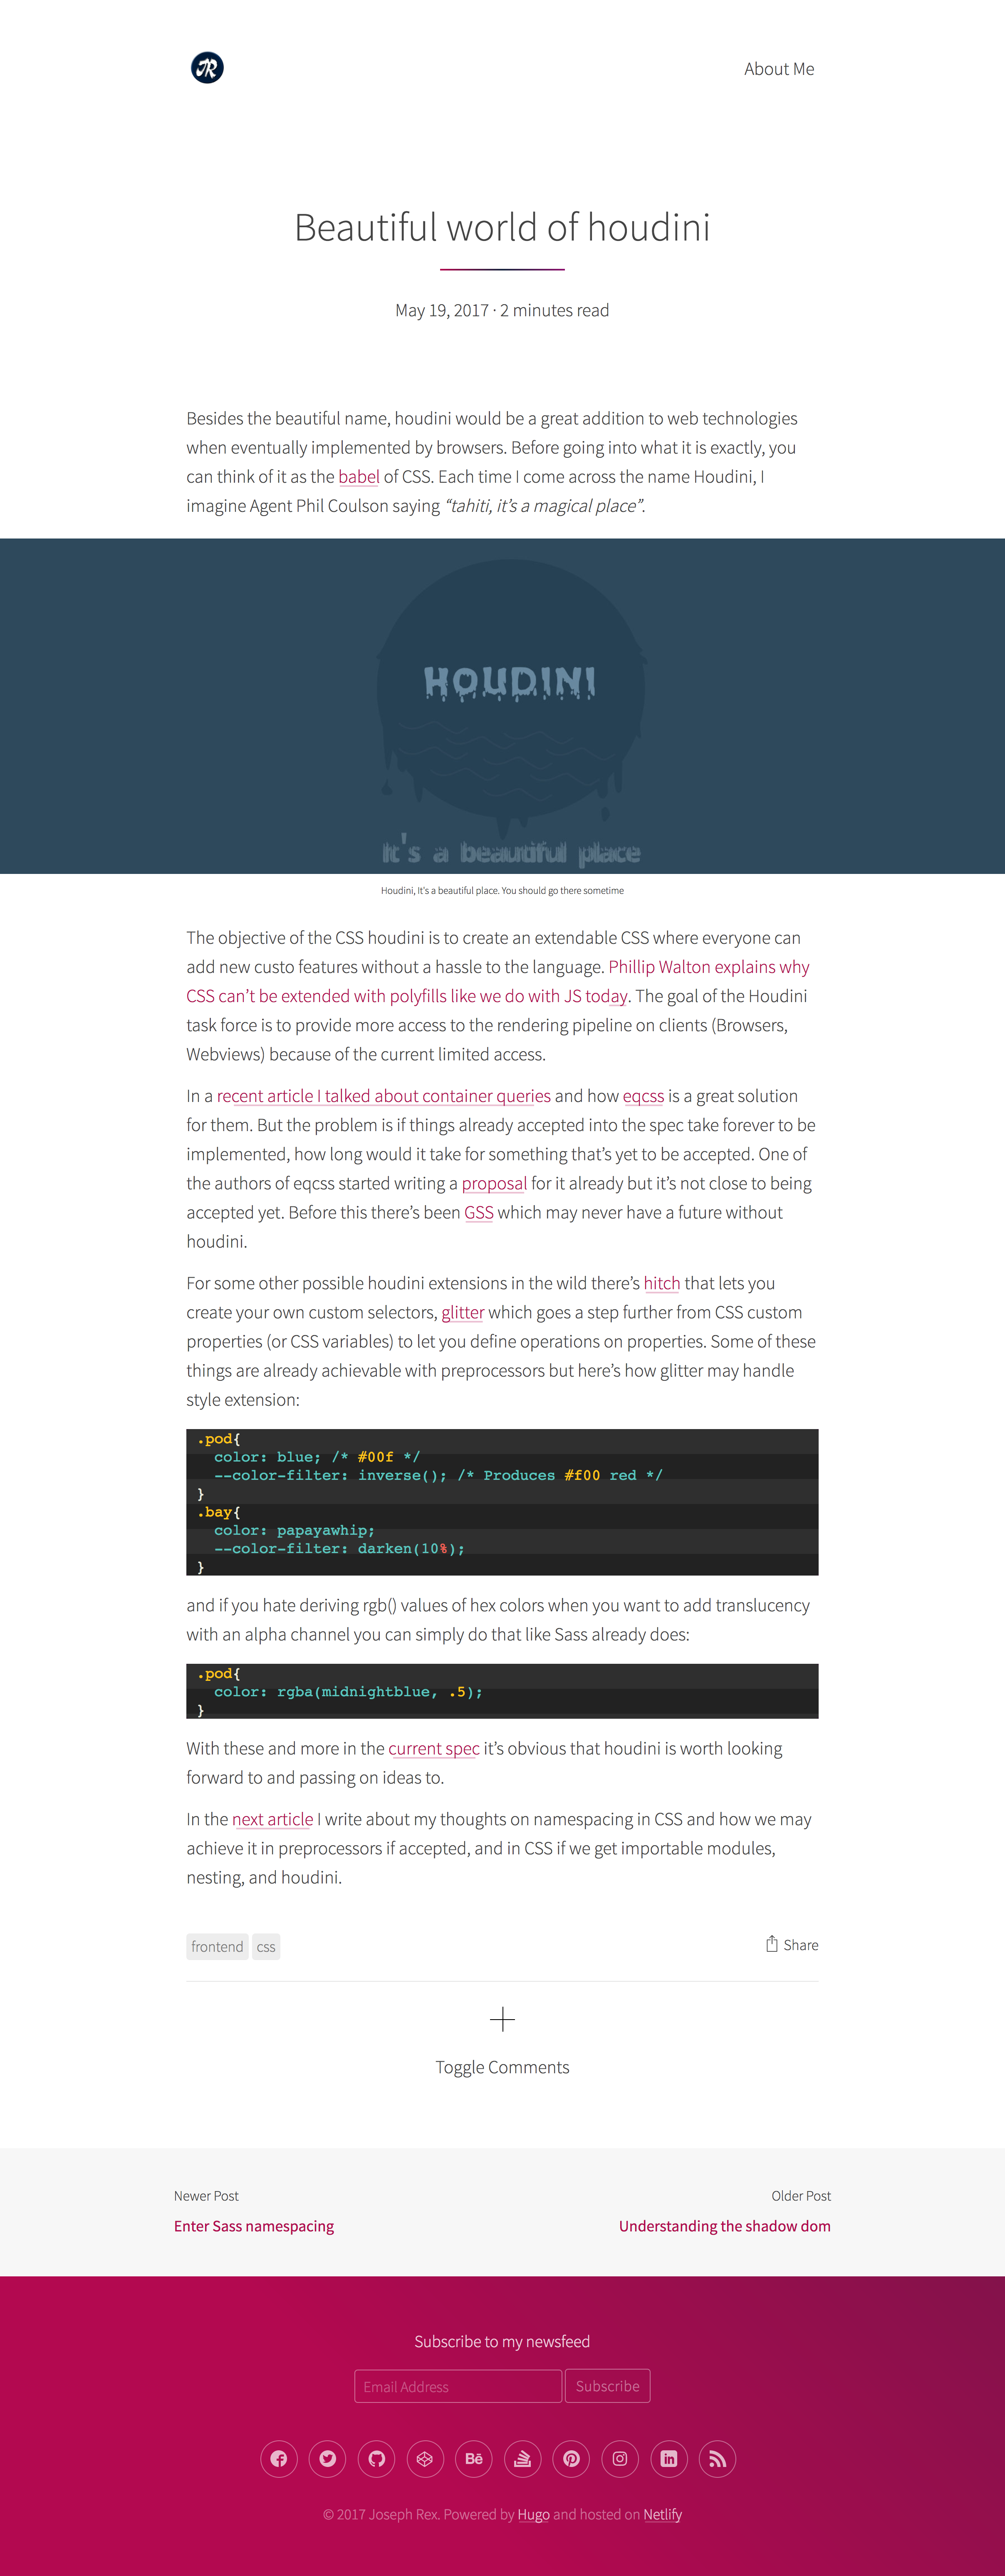 JR
About Me
Beautiful world of houdini
May 19, 2017 · 2 minutes read
Besides the beautiful name, houdini would be a great addition to web technologies
when eventually implemented by browsers. Before going into what it is exactly, you
can think of it as the babel of CSS. Each time I come across the name Houdini, I
imagine Agent Phil Coulson saying “tahiti, it’s a magical place”.
HOUDINI
It's a beautiful place
Houdini, It's a beautiful place. You should go there sometime
The objective of the CSS houdini is to create an extendable CSS where everyone can
add new custo features without a hassle to the language. Phillip Walton explains why
CSS can’t be extended with polyfills like we do with JS today. The goal of the Houdini
task force is to provide more access to the rendering pipeline on clients (Browsers,
Webviews) because of the current limited access.
In a recent article I talked about container queries and how eqcss is a great solution
for them. But the problem is if things already accepted into the spec take forever to be
implemented, how long would it take for something that’s yet to be accepted. One of
the authors of eqcss started writing a proposal for it already but it’s not close to being
accepted yet. Before this there’s been GSS which may never have a future without
houdini.
For some other possible houdini extensions in the wild there’s hitch that lets you
create your own custom selectors, glitter which goes a step further from CSS custom
properties (or CSS variables) to let you define operations on properties. Some of these
things are already achievable with preprocessors but here’s how glitter may handle
style extension:
.pod{
  color: blue; /* #00f */
  --color-filter: inverse(); /* Produces #f00 red */
}
.bay{
  color: papayawhip;
  --color-filter: darken(10%);
}
and if you hate deriving rgb() values of hex colors when you want to add translucency
with an alpha channel you can simply do that like Sass already does:
.pod{
  color: rgba(midnightblue, .5);
}
With these and more in the current spec it’s obvious that houdini is worth looking
forward to and passing on ideas to.
In the next article I write about my thoughts on namespacing in CSS and how we may
achieve it in preprocessors if accepted, and in CSS if we get importable modules,
nesting, and houdini.
frontend css
Share
Toggle Comments
Newer Post
Older Post
Enter Sass namespacing
Understanding the shadow dom
Subscribe to my newsfeed
Email Address
Subscribe
Bē
in
© 2017 Joseph Rex. Powered by Hugo and hosted on Netlify